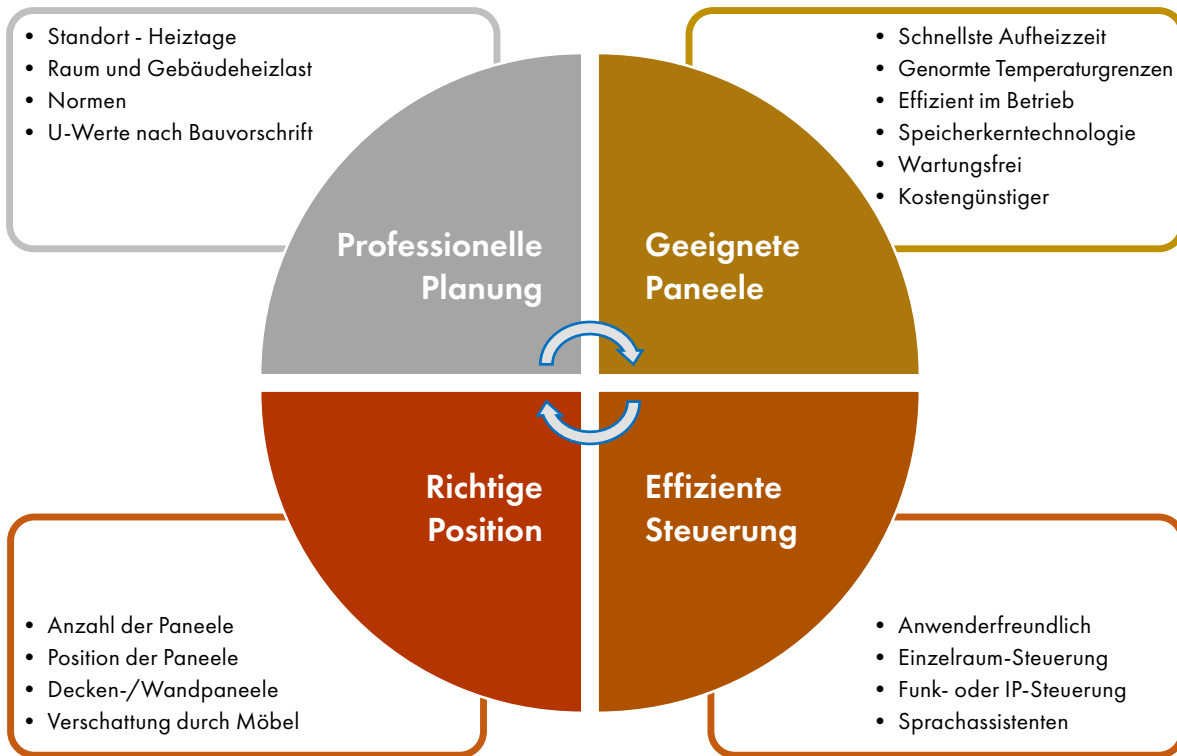 • Standort - Heiztage
• Raum und Gebäudeheizlast
• Normen
• U-Werte nach Bauvorschrift
• Schnellste Aufheizzeit
• Genormte Temperaturgrenzen
• Effizient im Betrieb
• Speicherkerntechnologie
• Wartungsfrei
• Kostengünstiger
Professionelle
Planung
Geeignete
Paneele
Richtige
Position
Effiziente
Steuerung
• Anzahl der Paneele
• Position der Paneele
• Decken-/Wandpaneele
• Verschattung durch Möbel
• Anwenderfreundlich
• Einzelraum-Steuerung
• Funk- oder IP-Steuerung
• Sprachassistenten